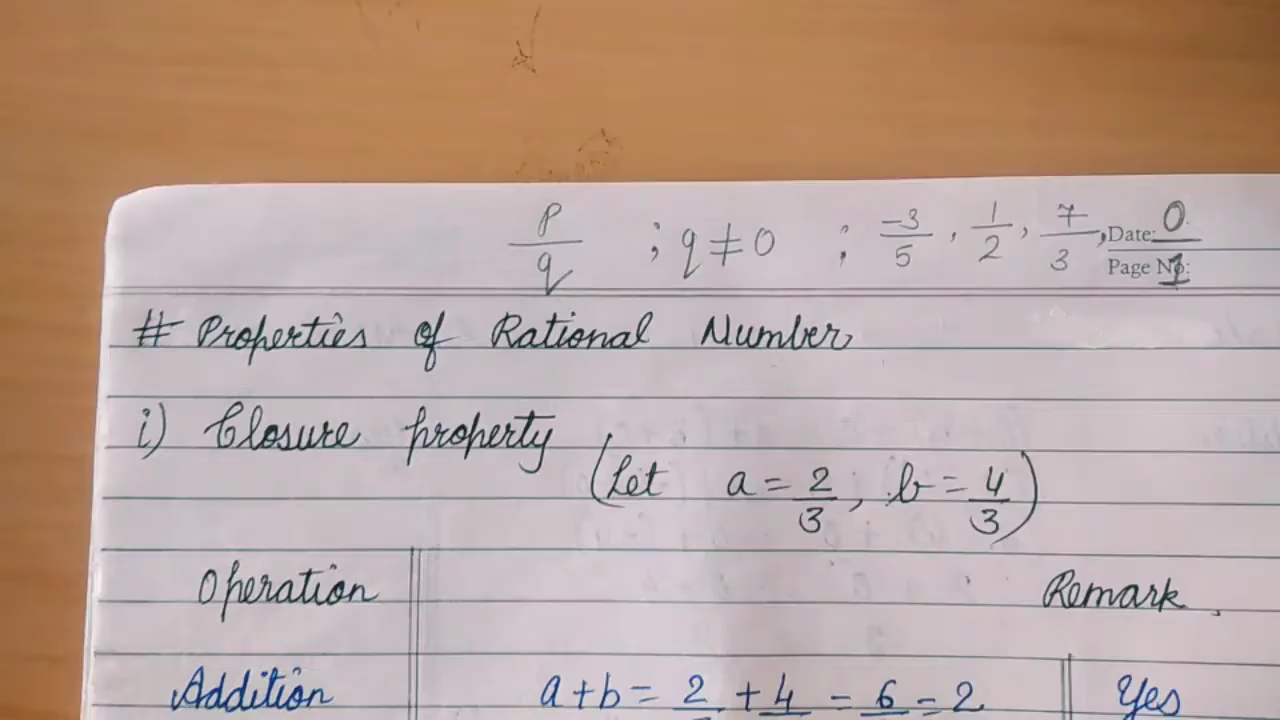 p/q ; q ≠ 0 ; -3/5, 1/2, 7/3, Date: 0
Page No: 1
# Properties of Rational Number
i) Closure property
(Let a = 2/3, b = 4/3)
Operation Remark
Addition a+b = 2 + 4 = 6 = 2 Yes